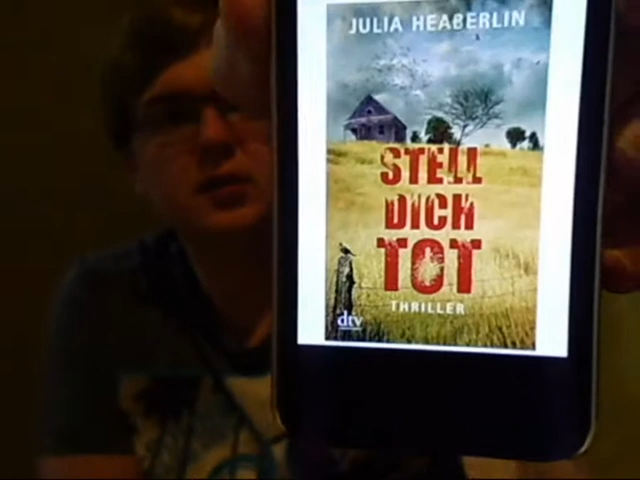 JULIA HEABERLIN
STELL
DICH
TOT
THRILLER
dtv